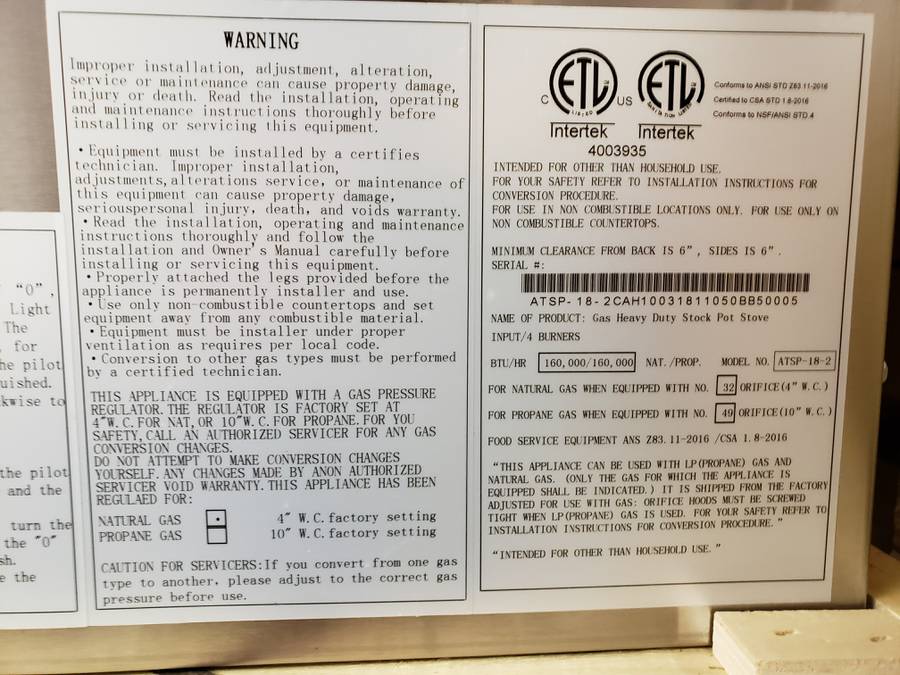 "0",
Light
The
for
he pilot
uished.
kwise to
the pilot
and the
turn the
the "0"
sh.
e the
WARNING
Improper installation, adjustment, alteration,
service or maintenance can cause property damage,
injury or death. Read the installation, operating
and maintenance instructions thoroughly before
installing or servicing this equipment.
• Equipment must be installed by a certifies
technician. Improper installation,
adjustments, alterations service, or maintenance of
this equipment can cause property damage,
seriouspersonal injury, death, and voids warranty.
• Read the installation, operating and maintenance
instructions thoroughly and follow the
installation and Owner's Manual carefully before
installing or servicing this equipment.
• Properly attached the legs provided before the
appliance is permanently installer and use.
• Use only non-combustible countertops and set
equipment away from any combustible material.
• Equipment must be installer under proper
ventilation as requires per local code.
• Conversion to other gas types must be performed
by a certified technician.
THIS APPLIANCE IS EQUIPPED WITH A GAS PRESSURE
REGULATOR. THE REGULATOR IS FACTORY SET AT
4"W. C. FOR NAT, OR 10"W. C. FOR PROPANE. FOR YOU
SAFETY, CALL AN AUTHORIZED SERVICER FOR ANY GAS
CONVERSION CHANGES.
DO NOT ATTEMPT TO MAKE CONVERSION CHANGES
YOURSELF. ANY CHANGES MADE BY ANON AUTHORIZED
SERVICER VOID WARRANTY. THIS APPLIANCE HAS BEEN
REGULAED FOR:
NATURAL GAS 4" W. C. factory setting
PROPANE GAS 10" W. C. factory setting
CAUTION FOR SERVICERS: If you convert from one gas
type to another, please adjust to the correct gas
pressure before use.
C ETL US ETL
LISTED SANITATION LISTED
Intertek Intertek
4003935
Conforms to ANSI STD Z83.11-2016
Certified to CSA STD 1.8-2016
Conforms to NSF/ANSI STD.4
INTENDED FOR OTHER THAN HOUSEHOLD USE.
FOR YOUR SAFETY REFER TO INSTALLATION INSTRUCTIONS FOR
CONVERSION PROCEDURE.
FOR USE IN NON COMBUSTIBLE LOCATIONS ONLY. FOR USE ONLY ON
NON COMBUSTIBLE COUNTERTOPS.
MINIMUM CLEARANCE FROM BACK IS 6", SIDES IS 6".
SERIAL #:
ATSP-18-2CAH10031811050BB50005
NAME OF PRODUCT: Gas Heavy Duty Stock Pot Stove
INPUT/4 BURNERS
BTU/HR 160,000/160,000 NAT. /PROP. MODEL NO. ATSP-18-2
FOR NATURAL GAS WHEN EQUIPPED WITH NO. 32 ORIFICE(4" W. C. )
FOR PROPANE GAS WHEN EQUIPPED WITH NO. 49 ORIFICE(10" W. C. )
FOOD SERVICE EQUIPMENT ANS Z83.11-2016 /CSA 1.8-2016
"THIS APPLIANCE CAN BE USED WITH LP(PROPANE) GAS AND
NATURAL GAS. (ONLY THE GAS FOR WHICH THE APPLIANCE IS
EQUIPPED SHALL BE INDICATED. ) IT IS SHIPPED FROM THE FACTORY
ADJUSTED FOR USE WITH GAS: ORIFICE HOODS MUST BE SCREWED
TIGHT WHEN LP(PROPANE) GAS IS USED. FOR YOUR SAFETY REFER TO
INSTALLATION INSTRUCTIONS FOR CONVERSION PROCEDURE. "
"INTENDED FOR OTHER THAN HOUSEHOLD USE. "